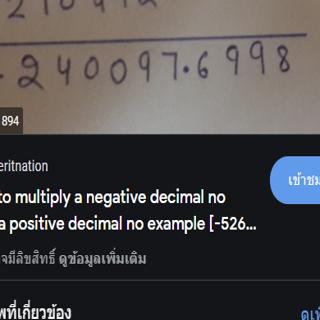 -240097.6998
894
eritnation
to multiply a negative decimal no
เข้าชม
a positive decimal no example [-526...
จมีลิขสิทธิ์ ดูข้อมูลเพิ่มเติม
พที่เกี่ยวข้อง
ดูเพิ่